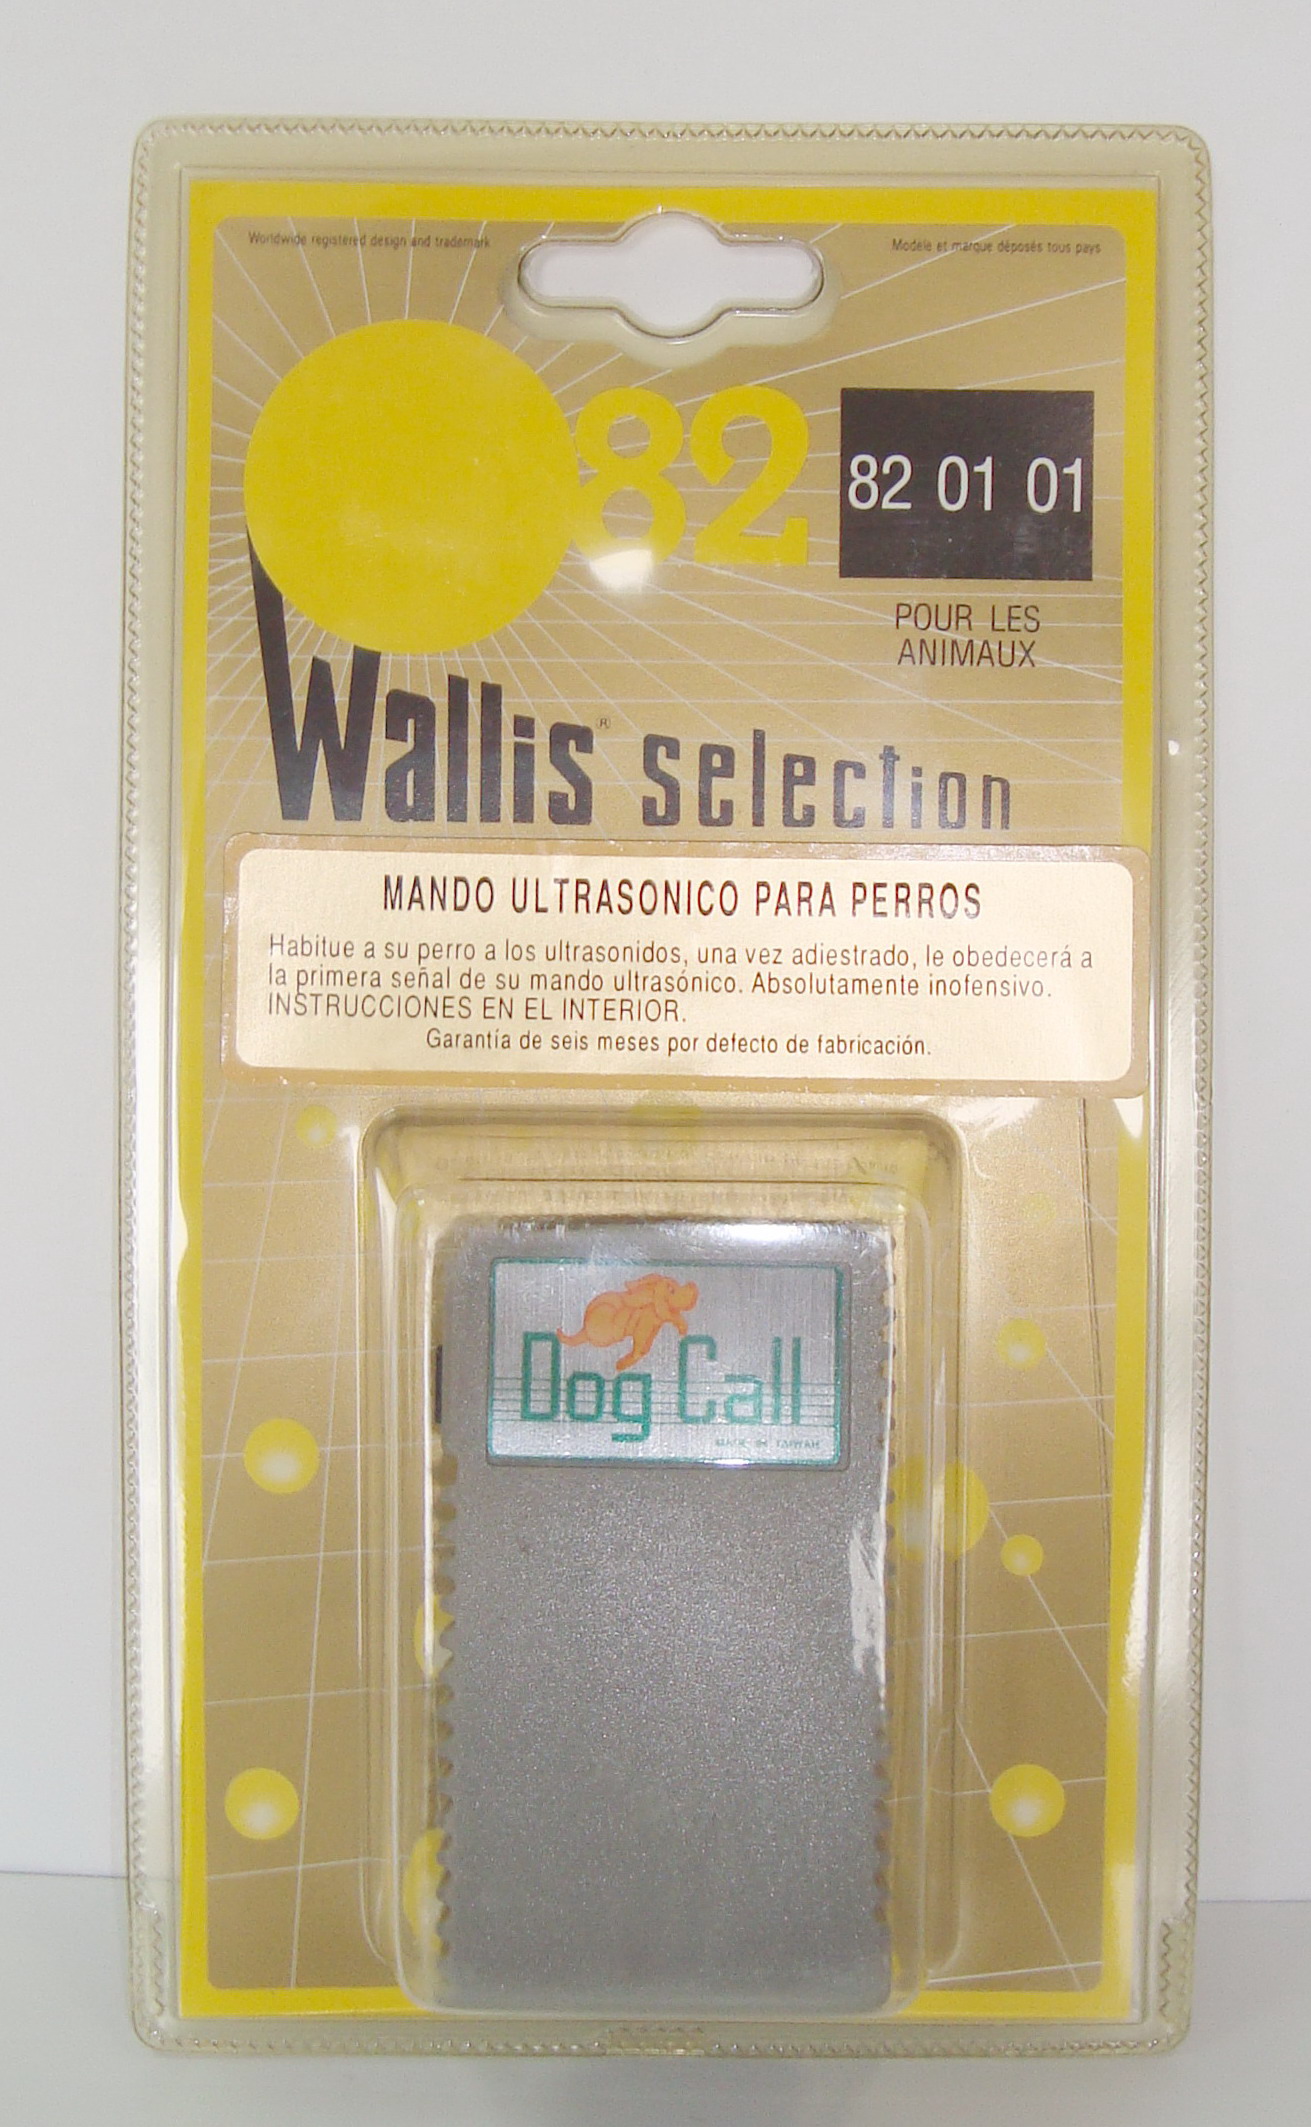 Worldwide registered design and trademark
Modèle et marque déposés tous pays
82
82 01 01
POUR LES
ANIMAUX
Wallis® selection
MANDO ULTRASONICO PARA PERROS
Habitue a su perro a los ultrasonidos, una vez adiestrado, le obedecerá a
la primera señal de su mando ultrasónico. Absolutamente inofensivo.
INSTRUCCIONES EN EL INTERIOR.
Garantía de seis meses por defecto de fabricación.
Dog Call
MADE IN TAIWAN